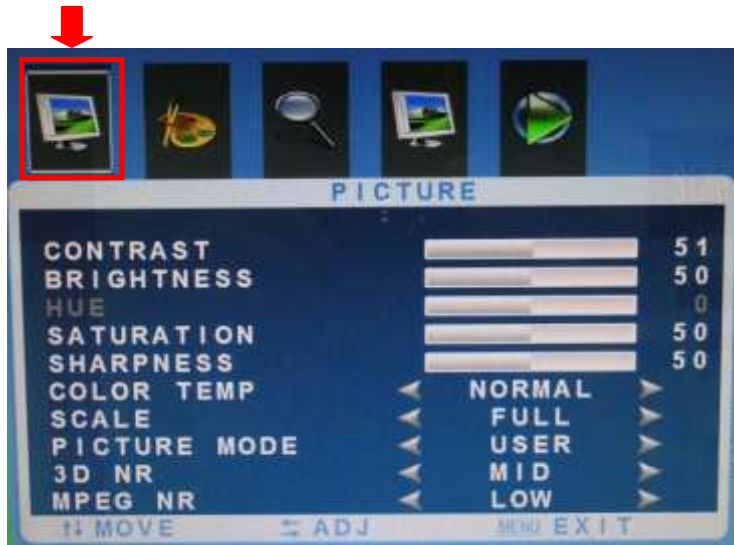 PICTURE
CONTRAST 51
BRIGHTNESS 50
HUE 0
SATURATION 50
SHARPNESS 50
COLOR TEMP NORMAL
SCALE FULL
PICTURE MODE USER
3D NR MID
MPEG NR LOW
MOVE ADJ MENU EXIT